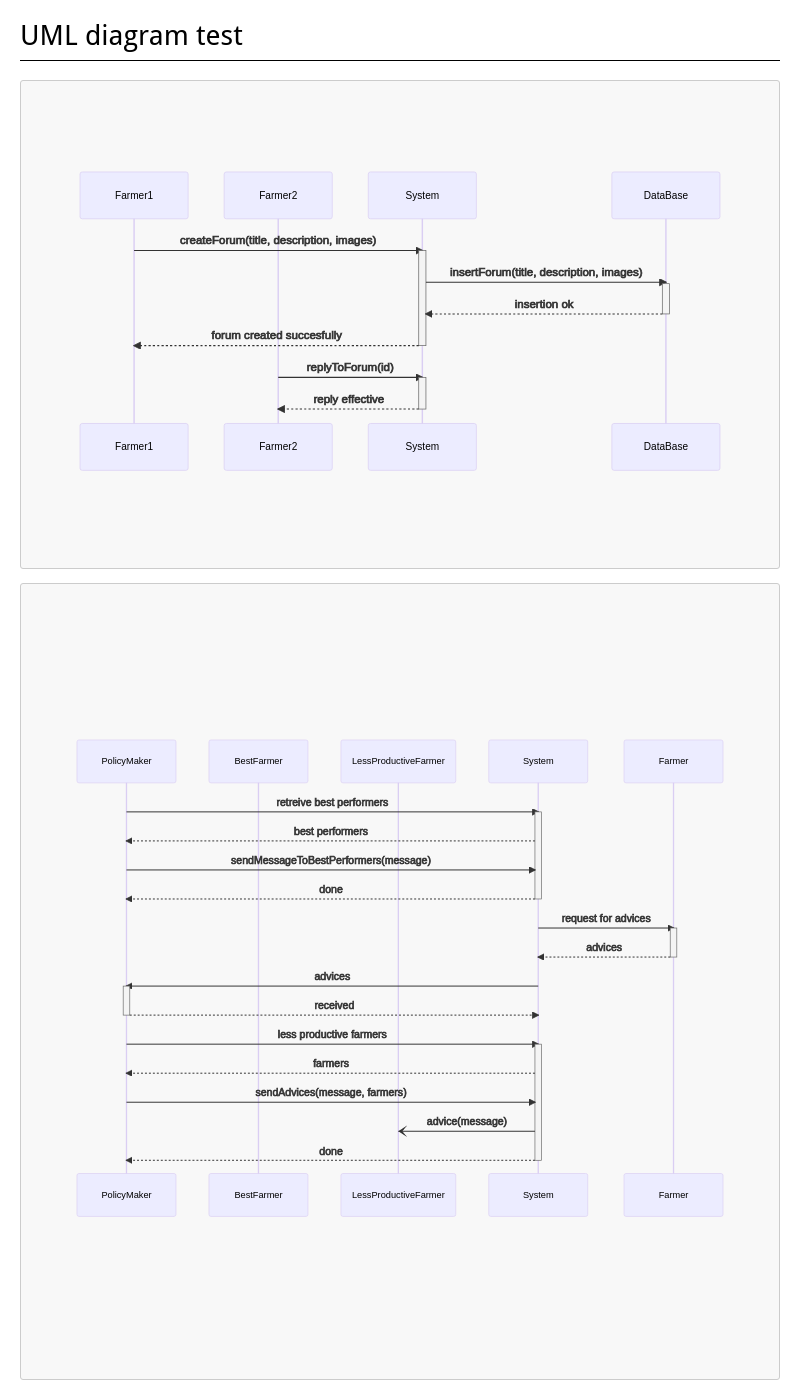 UML diagram test
Farmer1 Farmer2 System DataBase
createForum(title, description, images)
insertForum(title, description, images)
insertion ok
forum created succesfully
replyToForum(id)
reply effective
Farmer1 Farmer2 System DataBase
PolicyMaker BestFarmer LessProductiveFarmer System Farmer
retreive best performers
best performers
sendMessageToBestPerformers(message)
done
request for advices
advices
advices
received
less productive farmers
farmers
sendAdvices(message, farmers)
advice(message)
done
PolicyMaker BestFarmer LessProductiveFarmer System Farmer